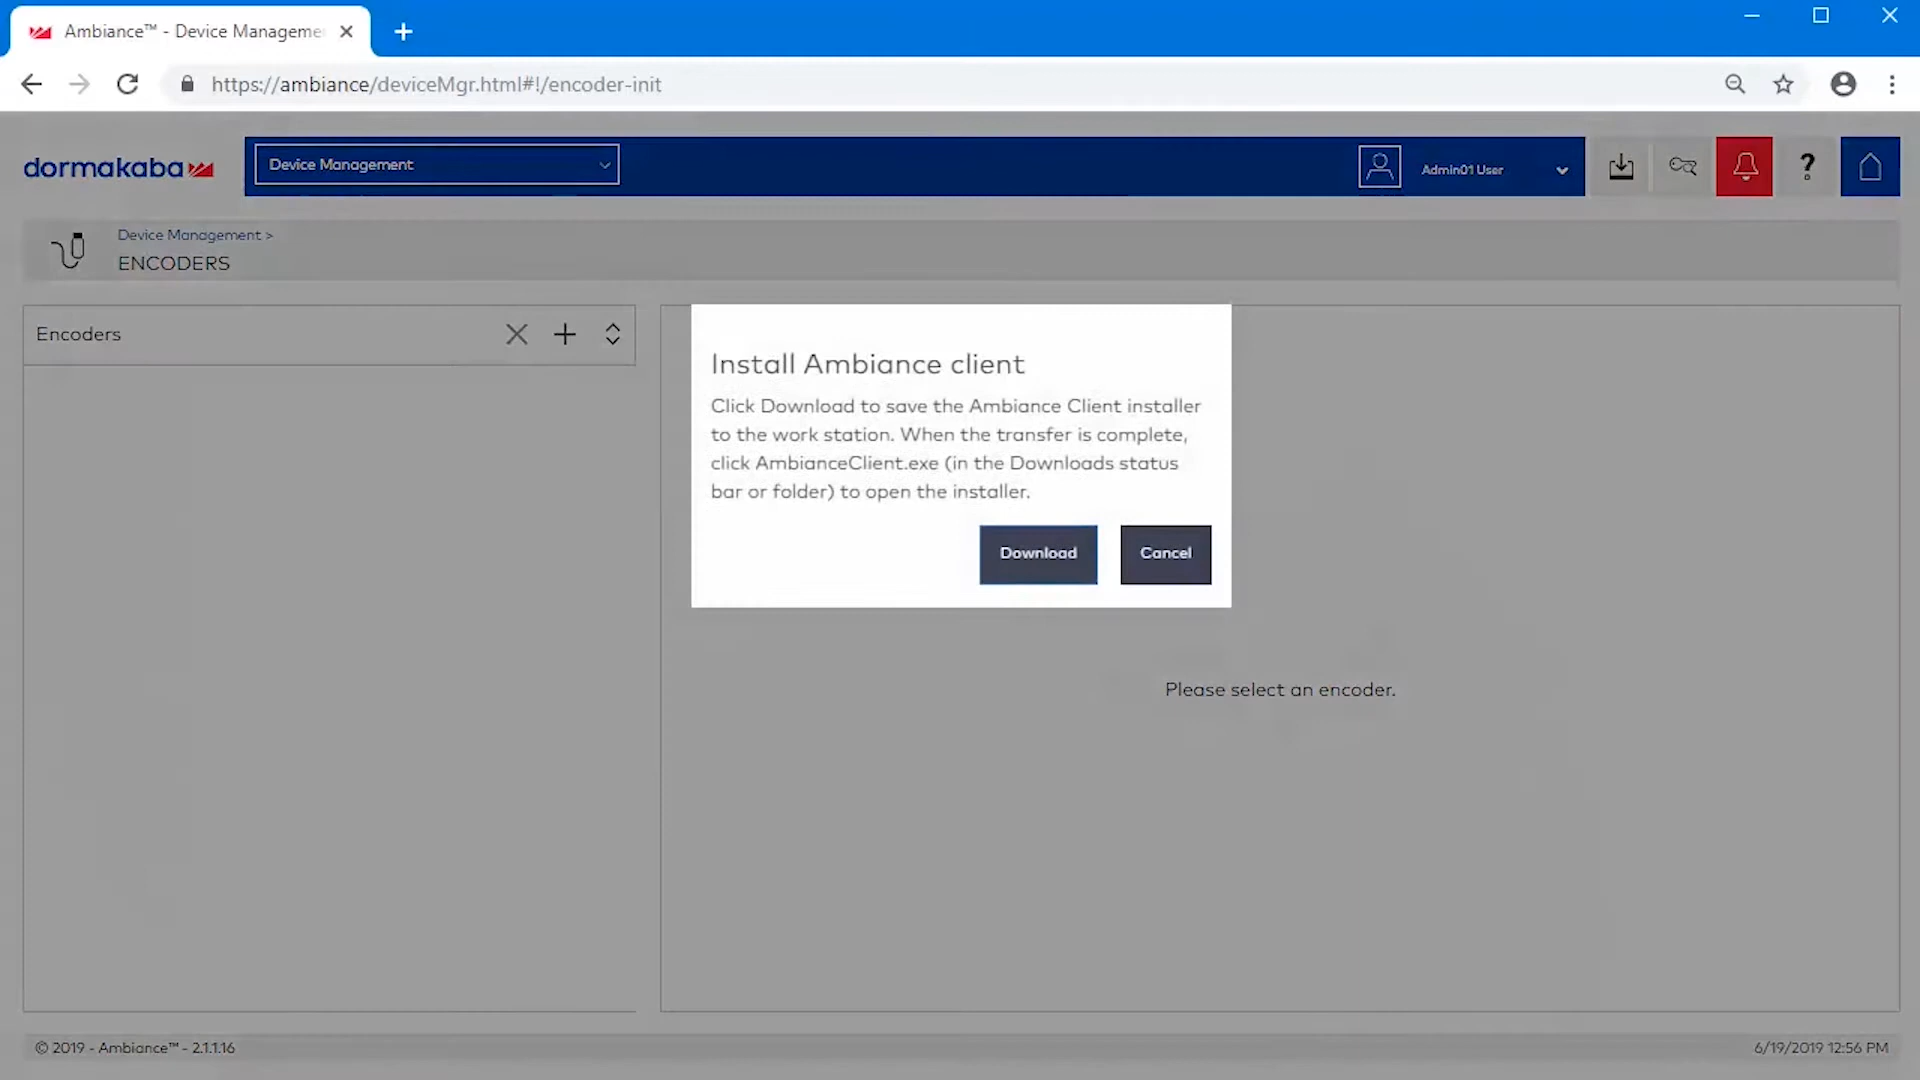 Ambiance™ - Device Manageme
https://ambiance/deviceMgr.html#!/encoder-init
dormakaba
Device Management
Admin01 User
?
Device Management >
ENCODERS
Encoders
Install Ambiance client
Click Download to save the Ambiance Client installer
to the work station. When the transfer is complete,
click AmbianceClient.exe (in the Downloads status
bar or folder) to open the installer.
Download
Cancel
Please select an encoder.
© 2019 - Ambiance™ - 2.1.1.16
6/19/2019 12:56 PM